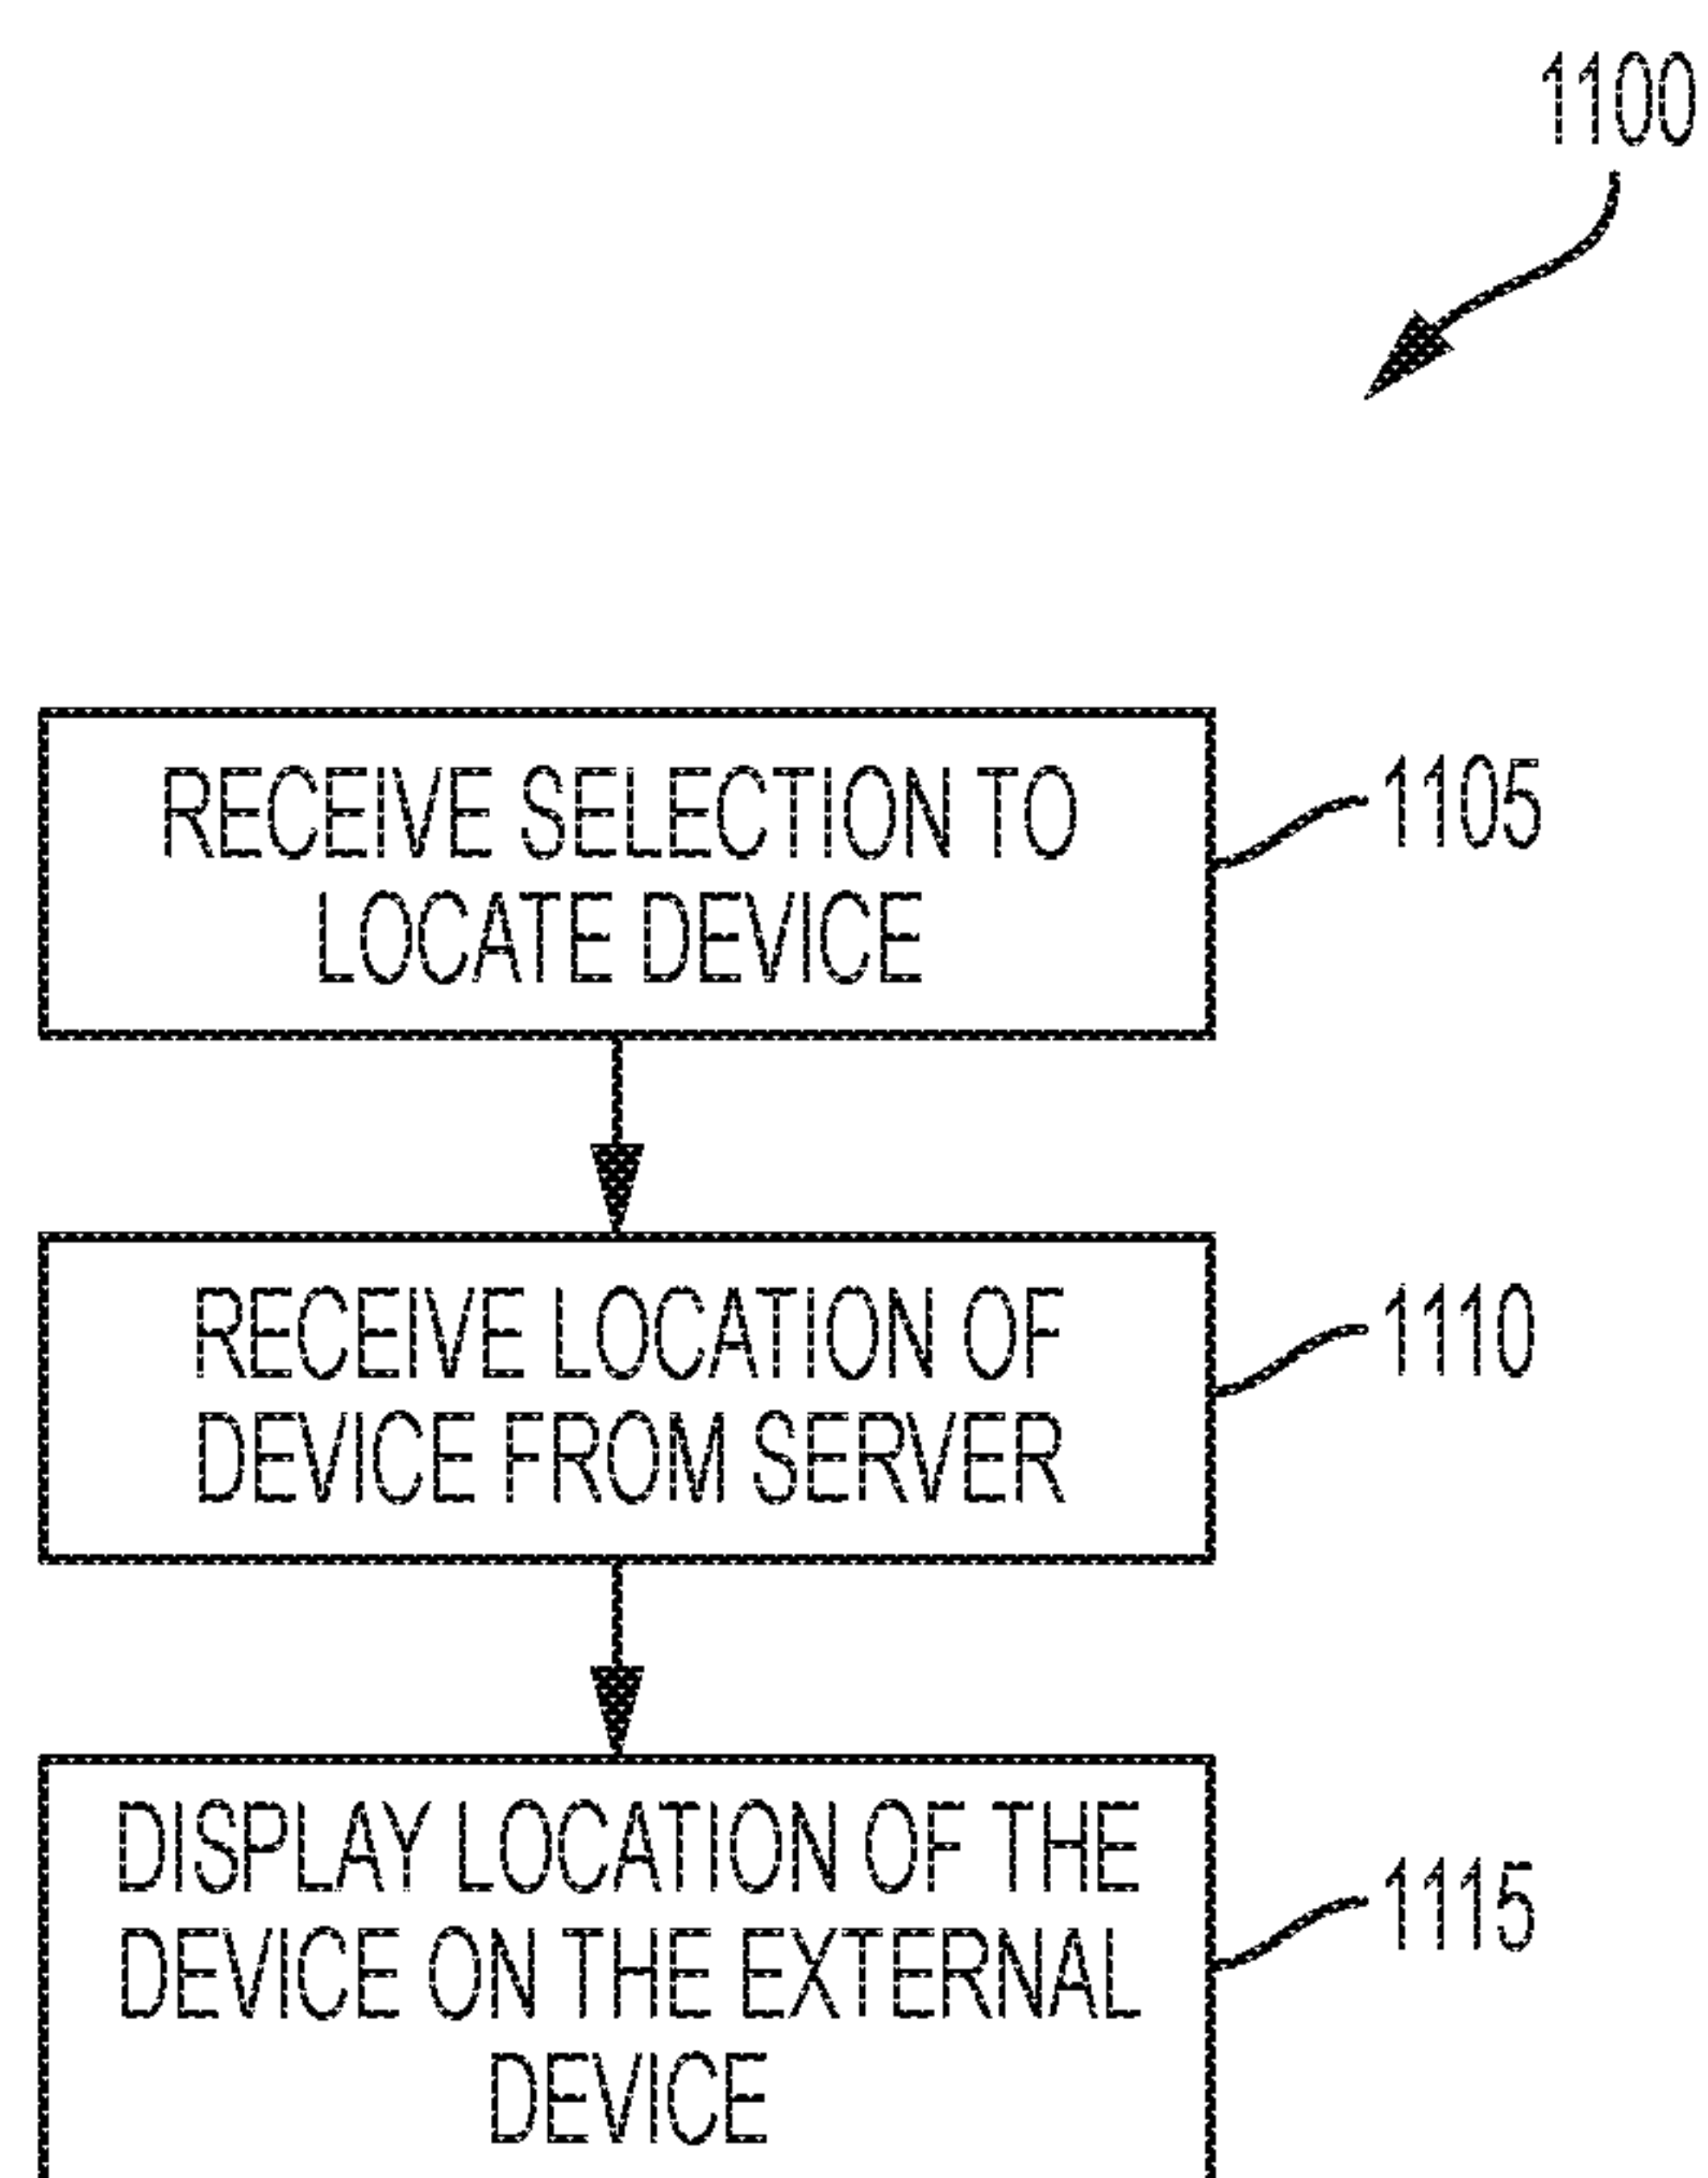 1100
RECEIVE SELECTION TO
LOCATE DEVICE
1105
RECEIVE LOCATION OF
DEVICE FROM SERVER
1110
DISPLAY LOCATION OF THE
DEVICE ON THE EXTERNAL
DEVICE
1115